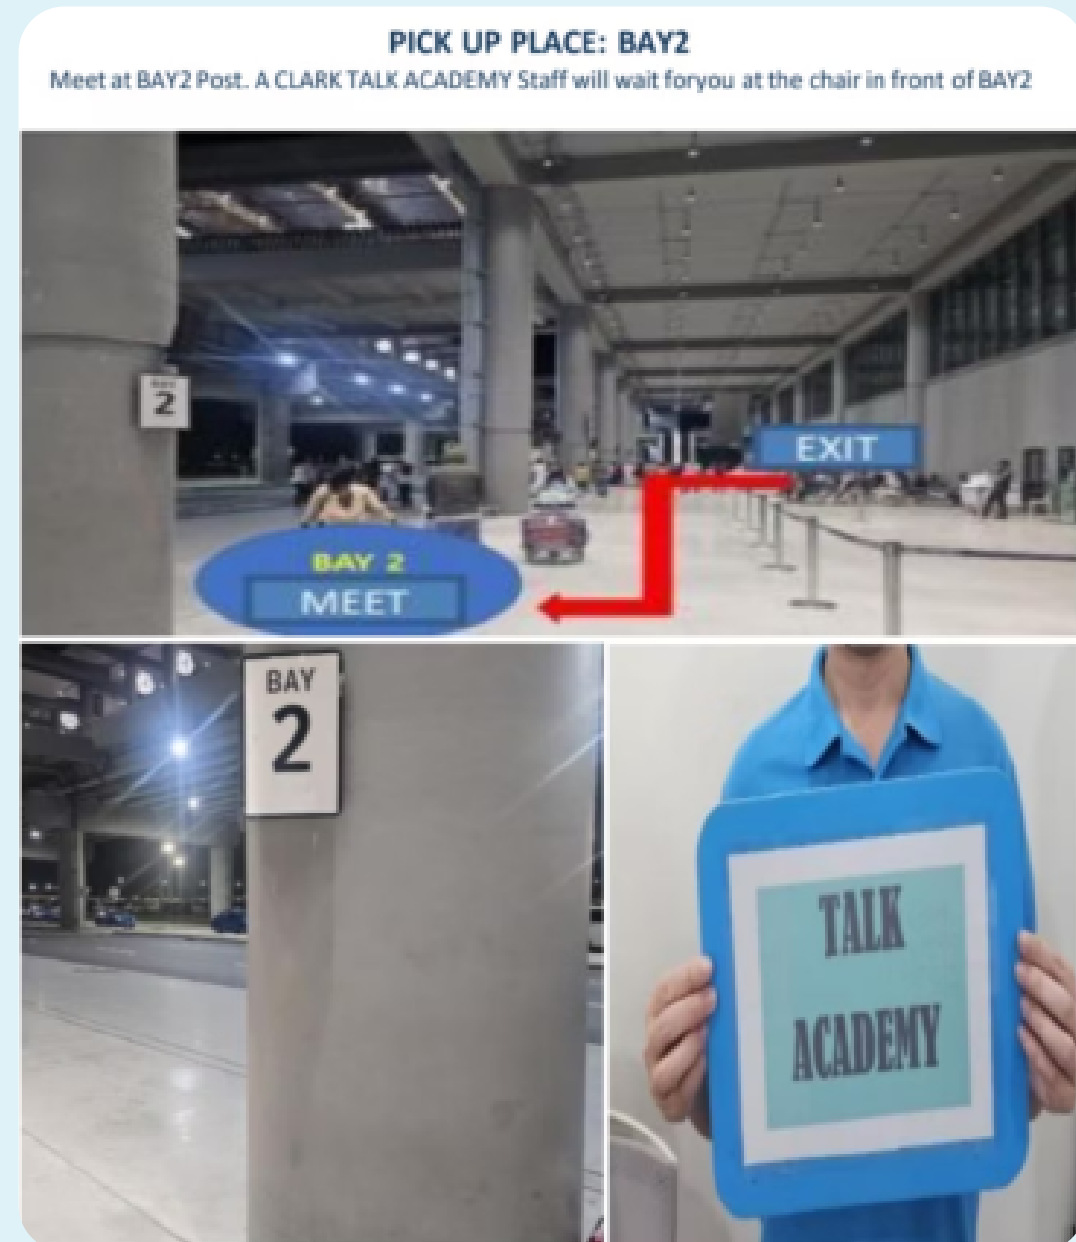 PICK UP PLACE: BAY2
Meet at BAY2 Post. A CLARK TALK ACADEMY Staff will wait foryou at the chair in front of BAY2
BAY
2
EXIT
BAY 2
MEET
BAY
2
TALK
ACADEMY